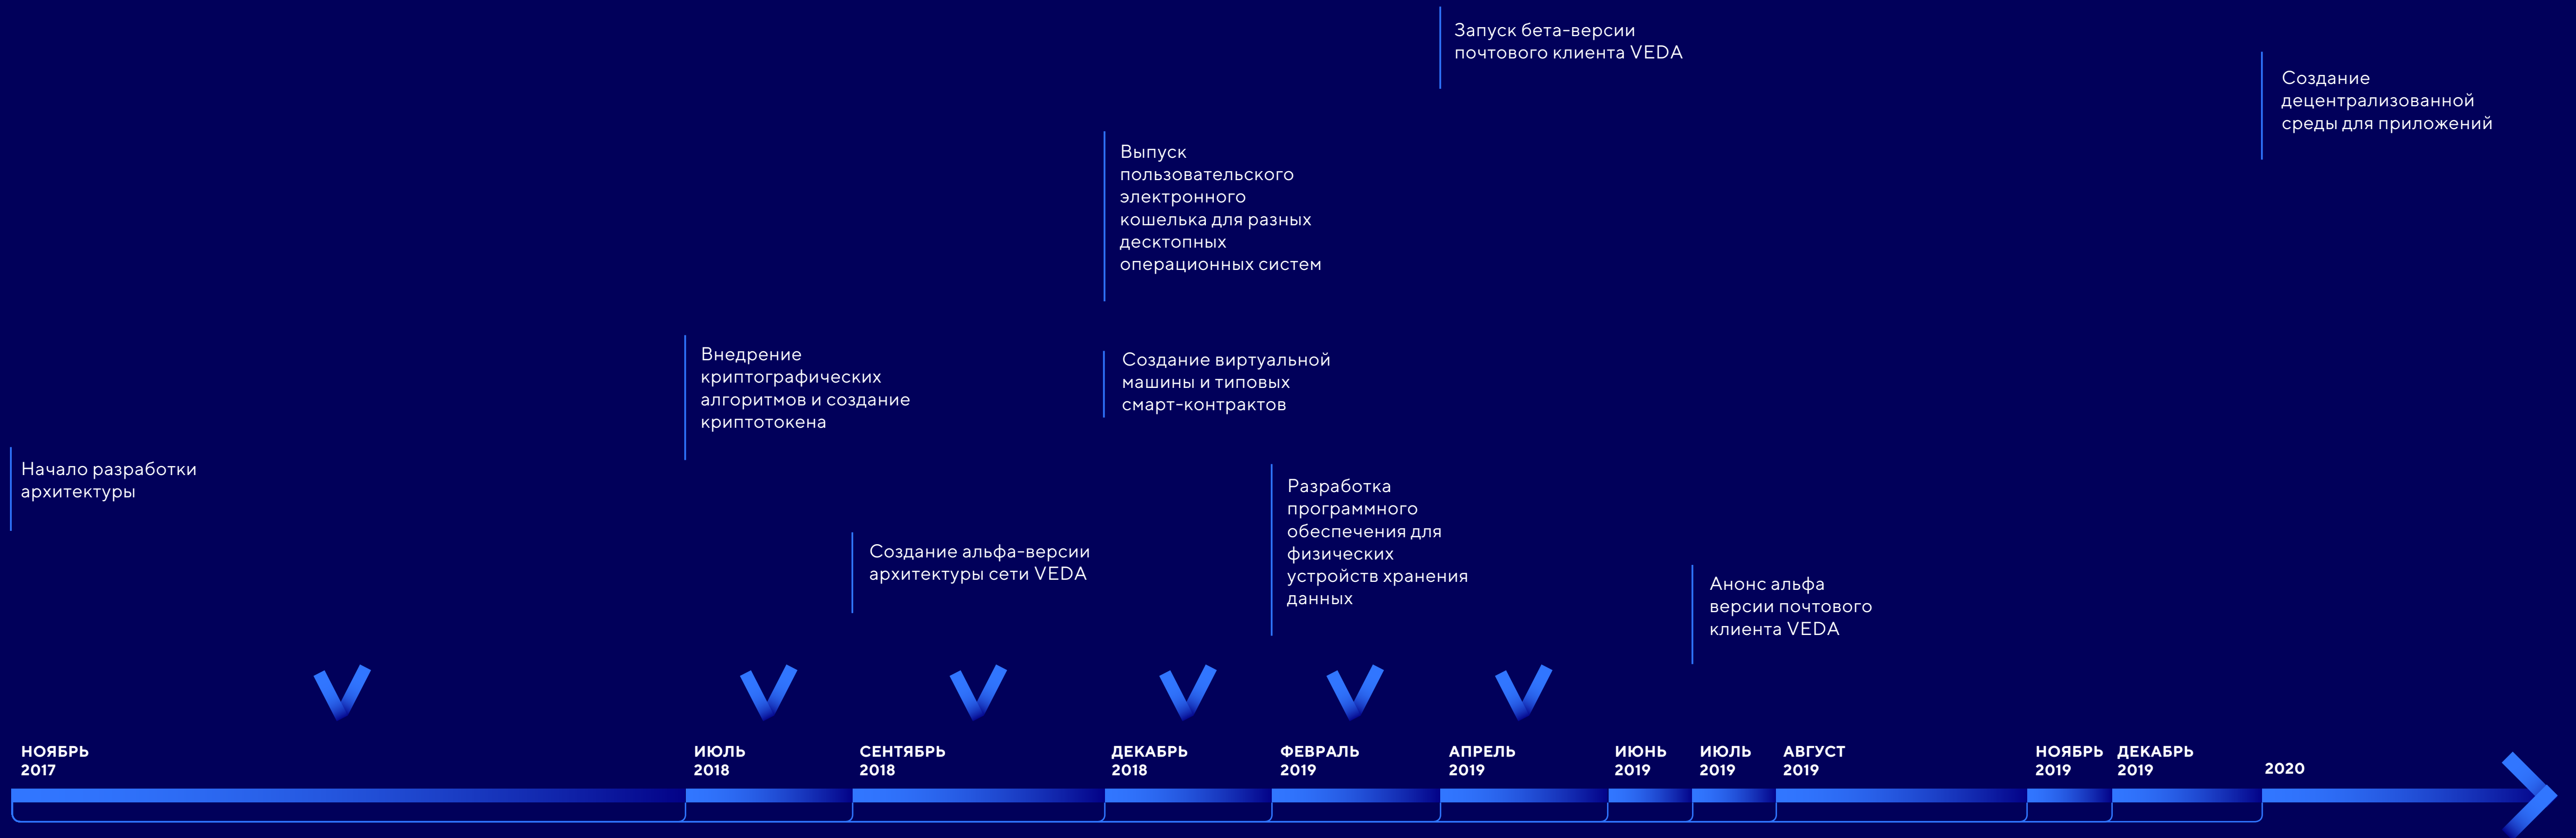 Запуск бета-версии
почтового клиента VEDA
Создание
децентрализованной
среды для приложений
Выпуск
пользовательского
электронного
кошелька для разных
десктопных
операционных систем
Внедрение
криптографических
алгоритмов и создание
криптотокена
Создание виртуальной
машины и типовых
смарт-контрактов
Начало разработки
архитектуры
Разработка
программного
обеспечения для
физических
устройств хранения
данных
Создание альфа-версии
архитектуры сети VEDA
Анонс альфа
версии почтового
клиента VEDA
НОЯБРЬ
2017
ИЮЛЬ
2018
СЕНТЯБРЬ
2018
ДЕКАБРЬ
2018
ФЕВРАЛЬ
2019
АПРЕЛЬ
2019
ИЮНЬ
2019
ИЮЛЬ
2019
АВГУСТ
2019
НОЯБРЬ
2019
ДЕКАБРЬ
2019
2020